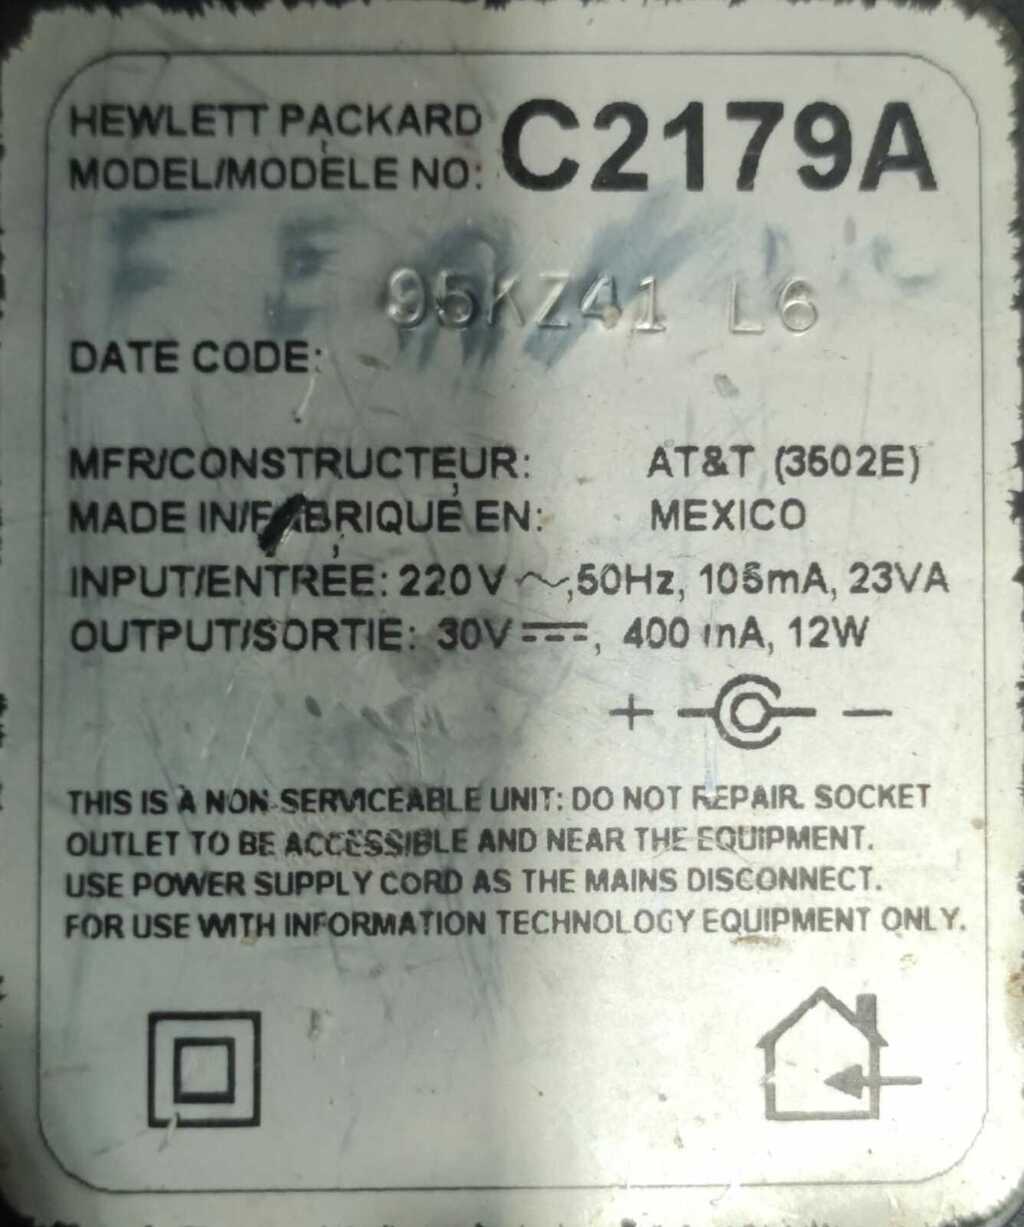 HEWLETT PACKARD
MODEL/MODÈLE NO: C2179A
95KZ41 L6
DATE CODE:
MFR/CONSTRUCTEUR: AT&T (3502E)
MADE IN/FABRIQUÉ EN: MEXICO
INPUT/ENTRÉE: 220V ~, 50Hz, 105mA, 23VA
OUTPUT/SORTIE: 30V ⎓, 400 mA, 12W
+ −
THIS IS A NON SERVICEABLE UNIT: DO NOT REPAIR. SOCKET
OUTLET TO BE ACCESSIBLE AND NEAR THE EQUIPMENT.
USE POWER SUPPLY CORD AS THE MAINS DISCONNECT.
FOR USE WITH INFORMATION TECHNOLOGY EQUIPMENT ONLY.